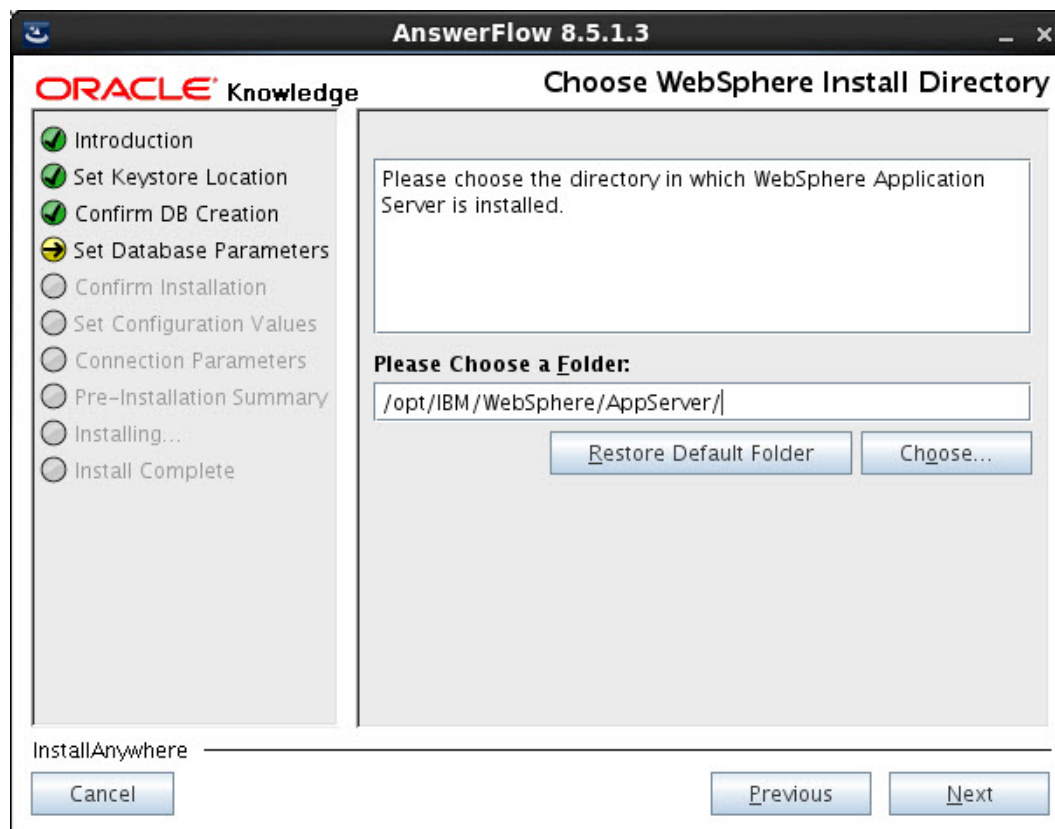 AnswerFlow 8.5.1.3
ORACLE Knowledge
Choose WebSphere Install Directory
Introduction
Set Keystore Location
Confirm DB Creation
Set Database Parameters
Confirm Installation
Set Configuration Values
Connection Parameters
Pre-Installation Summary
Installing...
Install Complete
Please choose the directory in which WebSphere Application
Server is installed.
Please Choose a Folder:
/opt/IBM/WebSphere/AppServer/
Restore Default Folder
Choose...
InstallAnywhere
Cancel
Previous
Next